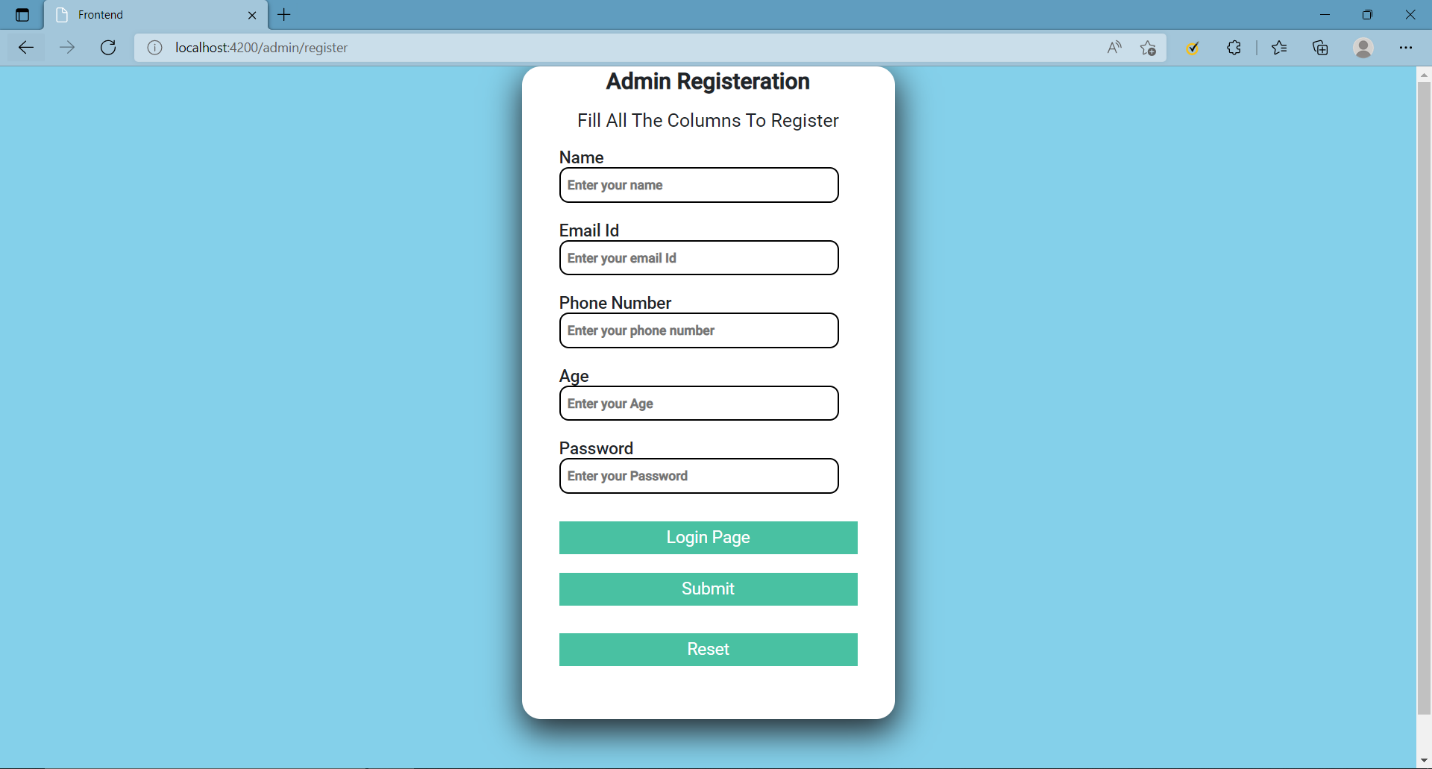 Frontend
localhost:4200/admin/register
Admin Registeration
Fill All The Columns To Register
Name
Enter your name
Email Id
Enter your email Id
Phone Number
Enter your phone number
Age
Enter your Age
Password
Enter your Password
Login Page
Submit
Reset